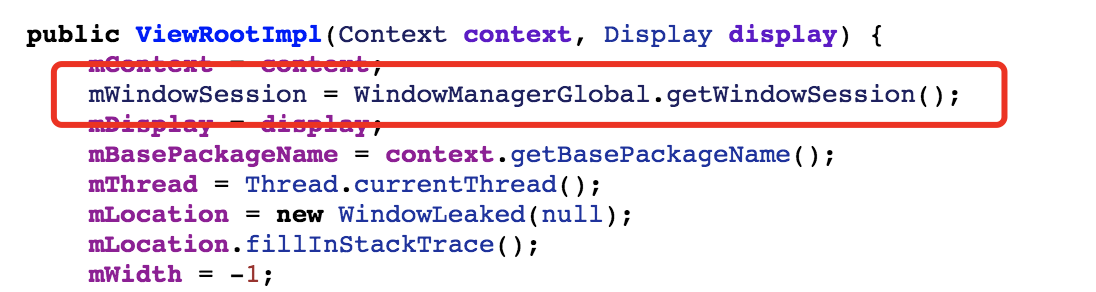 public ViewRootImpl(Context context, Display display) {
mContext = context;
mWindowSession = WindowManagerGlobal.getWindowSession();
mDisplay = display;
mBasePackageName = context.getBasePackageName();
mThread = Thread.currentThread();
mLocation = new WindowLeaked(null);
mLocation.fillInStackTrace();
mWidth = -1;